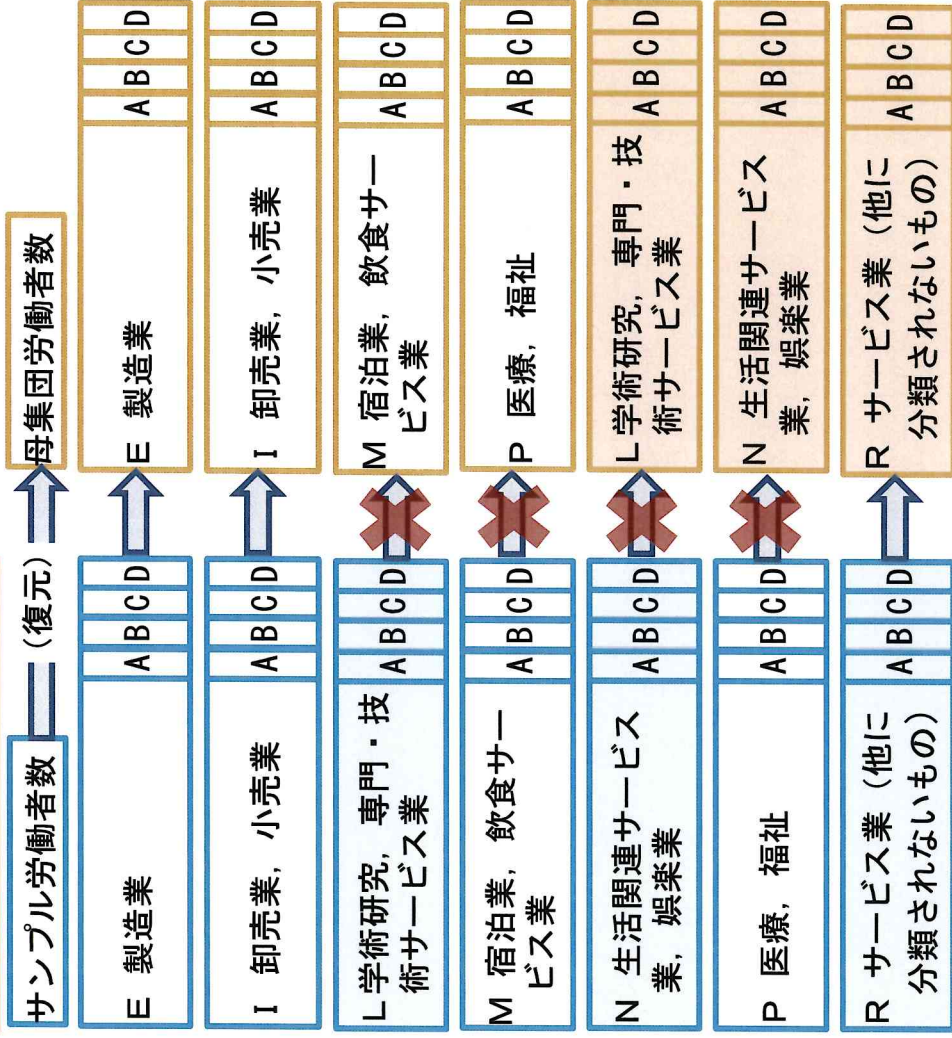 サンプル労働者数
(復元)
母集団労働者数
E 製造業
A B C D
E 製造業
A B C D
I 卸売業, 小売業
A B C D
I 卸売業, 小売業
A B C D
L学術研究, 専門・技
術サービス業
A B C D
M 宿泊業, 飲食サー
ビス業
A B C D
M 宿泊業, 飲食サー
ビス業
A B C D
P 医療, 福祉
A B C D
N 生活関連サービス
業, 娯楽業
A B C D
L学術研究, 専門・技
術サービス業
A B C D
P 医療, 福祉
A B C D
N 生活関連サービス
業, 娯楽業
A B C D
R サービス業 (他に
分類されないもの)
A B C D
R サービス業 (他に
分類されないもの)
A B C D